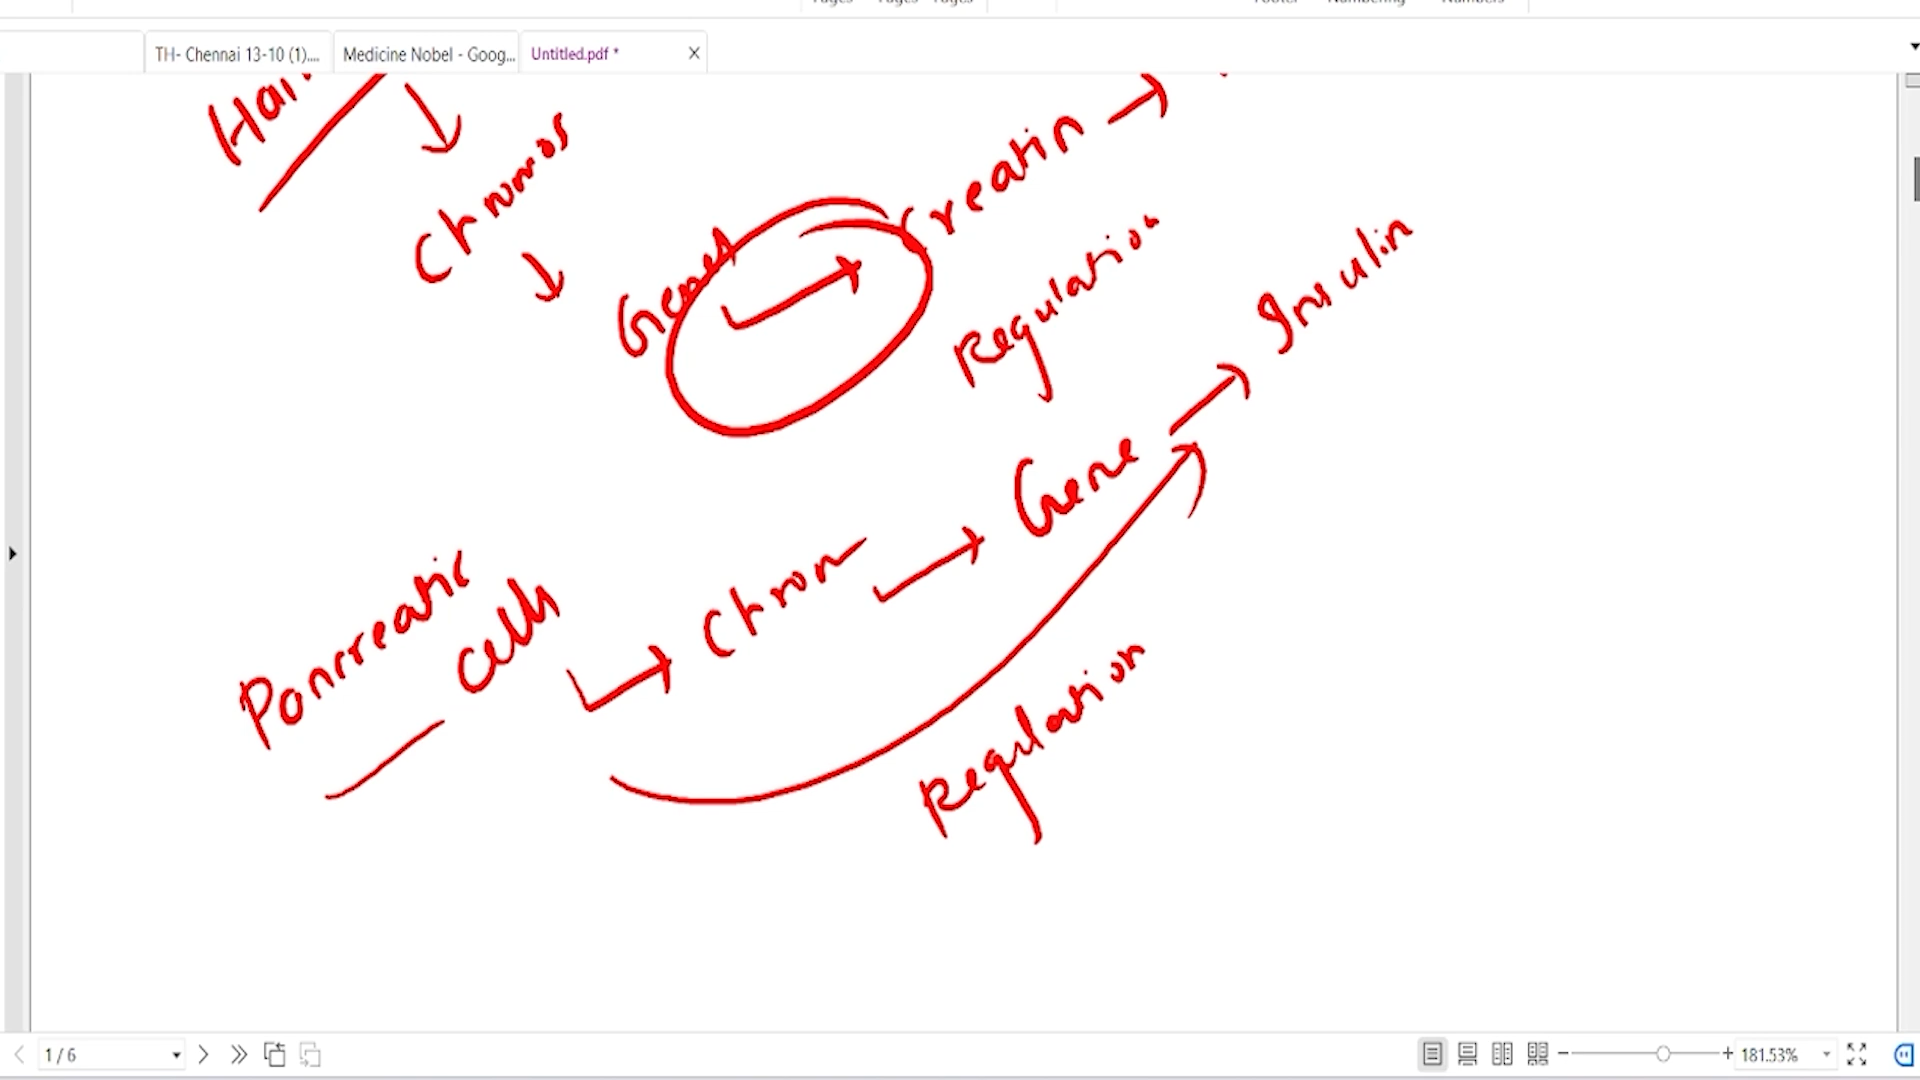 TH- Chennai 13-10 (1)....
Medicine Nobel - Goog...
Untitled.pdf *
Chromos
Genes
Creatin
Regulation
Insulin
Gene
Chrom
Pancreatic
Cells
Regulation
1 / 6
181.53%